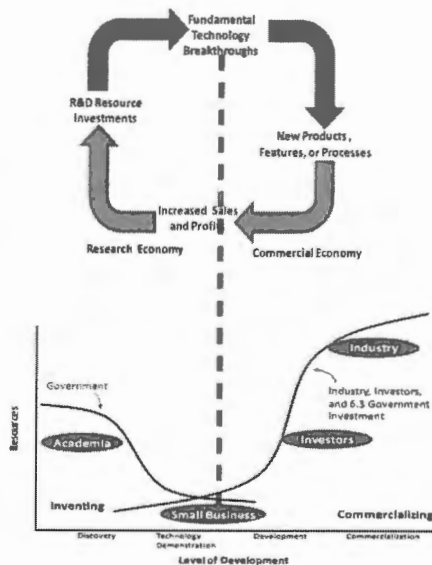 Fundamental
Technology
Breakthroughs
R&D Resource
Investments
New Products,
Features, or Processes
Increased Sales
and Profit
Research Economy
Commercial Economy
Resources
Government
Academia
Industry
Industry, Investors,
and 6.3 Government
Investment
Investors
Inventing
Small Business
Commercializing
Discovery
Technology
Demonstration
Development
Commercialization
Level of Development